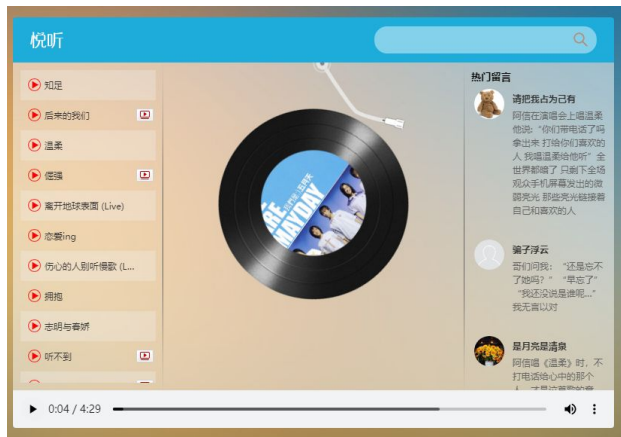 悦听
知足
后来的我们
温柔
倔强
离开地球表面 (Live)
恋爱ing
伤心的人别听慢歌 (L...
拥抱
志明与春娇
听不到
MAYDAY
热门留言
请把我占为己有
阿信在演唱会上唱温柔
他说:“你们带电话了吗
拿出来 打给你们喜欢的
人 我唱温柔给他听”全
世界都暗了 只剩下全场
观众手机屏幕发出的微
弱亮光 那些亮光链接着
自己和喜欢的人
骗子浮云
哥们问我: “还是忘不
了她吗？” “早忘了”
“我还没说是谁呢...”
我无言以对
是月亮是清泉
阿信唱《温柔》时，不
打电话给心中的那个
0:04 / 4:29